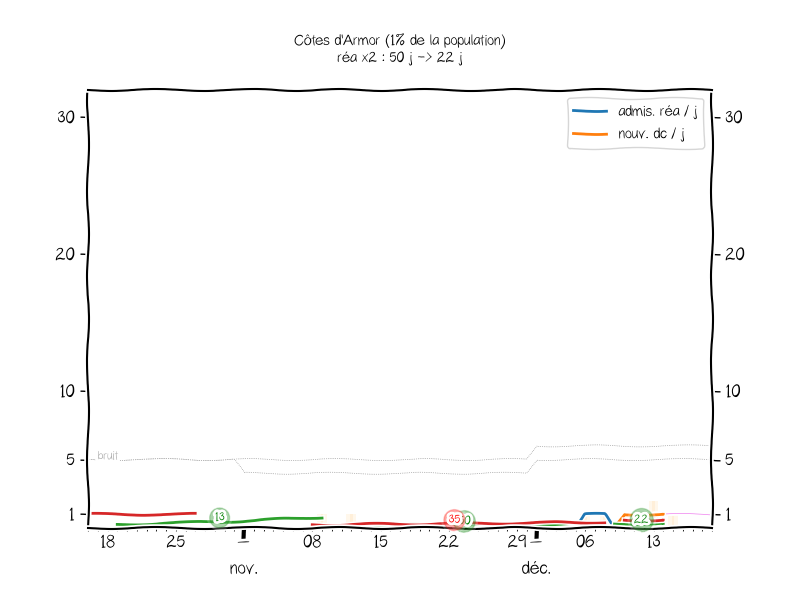 Côtes d'Armor (1% de la population)
réa x2 : 50 j -> 22 j
admis. réa / j
nouv. dc / j
30
30
20
20
10
10
5
bruit
5
1
1
13
35
0
22
18 25 08 15 22 29 06 13
nov. déc.